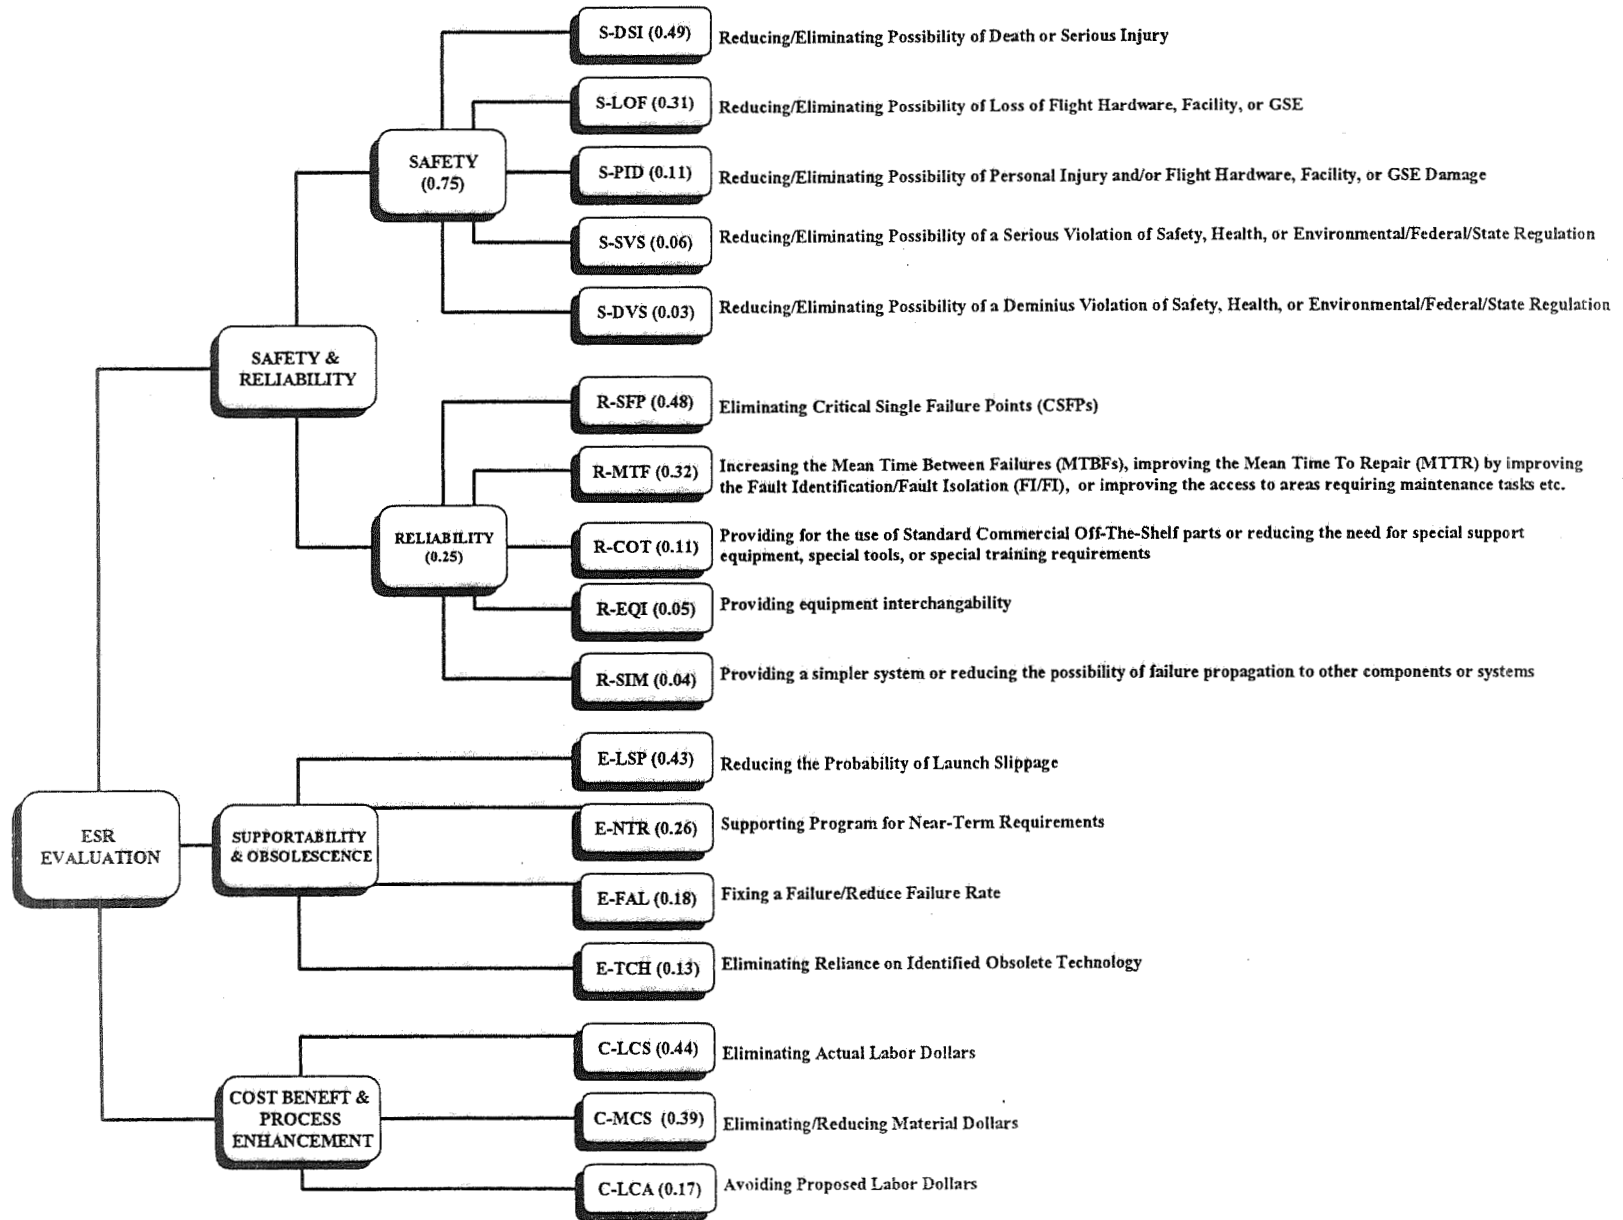 S-DSI (0.49)
Reducing/Eliminating Possibility of Death or Serious Injury
S-LOF (0.31)
Reducing/Eliminating Possibility of Loss of Flight Hardware, Facility, or GSE
SAFETY
(0.75)
S-PID (0.11)
Reducing/Eliminating Possibility of Personal Injury and/or Flight Hardware, Facility, or GSE Damage
S-SVS (0.06)
Reducing/Eliminating Possibility of a Serious Violation of Safety, Health, or Environmental/Federal/State Regulation
S-DVS (0.03)
Reducing/Eliminating Possibility of a Deminius Violation of Safety, Health, or Environmental/Federal/State Regulation
SAFETY &
RELIABILITY
R-SFP (0.48)
Eliminating Critical Single Failure Points (CSFPs)
R-MTF (0.32)
Increasing the Mean Time Between Failures (MTBFs), improving the Mean Time To Repair (MTTR) by improving
the Fault Identification/Fault Isolation (FI/FI), or improving the access to areas requiring maintenance tasks etc.
RELIABILITY
(0.25)
R-COT (0.11)
Providing for the use of Standard Commercial Off-The-Shelf parts or reducing the need for special support
equipment, special tools, or special training requirements
R-EQI (0.05)
Providing equipment interchangability
R-SIM (0.04)
Providing a simpler system or reducing the possibility of failure propagation to other components or systems
E-LSP (0.43)
Reducing the Probability of Launch Slippage
ESR
EVALUATION
SUPPORTABILITY
& OBSOLESCENCE
E-NTR (0.26)
Supporting Program for Near-Term Requirements
E-FAL (0.18)
Fixing a Failure/Reduce Failure Rate
E-TCH (0.13)
Eliminating Reliance on Identified Obsolete Technology
C-LCS (0.44)
Eliminating Actual Labor Dollars
COST BENEFT &
PROCESS
ENHANCEMENT
C-MCS (0.39)
Eliminating/Reducing Material Dollars
C-LCA (0.17)
Avoiding Proposed Labor Dollars